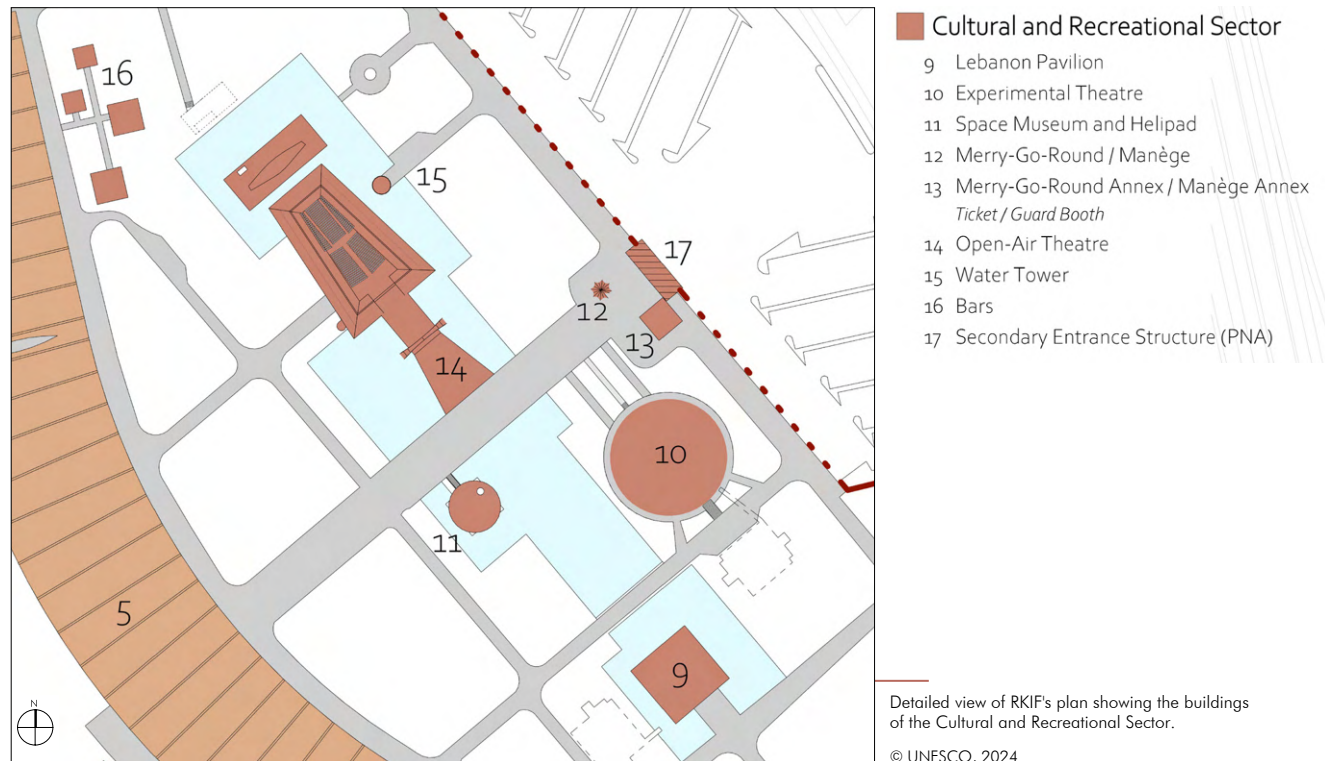 16
15
17
12
13
14
10
11
5
9
N
Cultural and Recreational Sector
9 Lebanon Pavilion
10 Experimental Theatre
11 Space Museum and Helipad
12 Merry-Go-Round / Manège
13 Merry-Go-Round Annex / Manège Annex
Ticket / Guard Booth
14 Open-Air Theatre
15 Water Tower
16 Bars
17 Secondary Entrance Structure (PNA)
Detailed view of RKIF's plan showing the buildings
of the Cultural and Recreational Sector.
© UNESCO, 2024